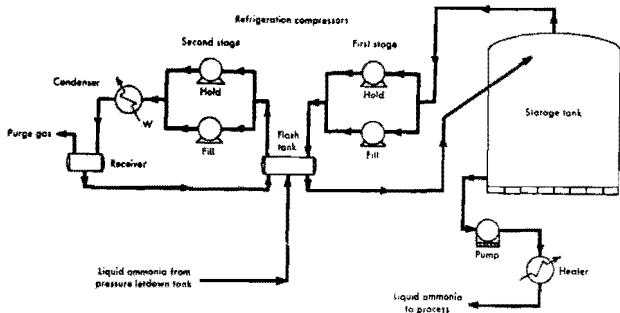 Refrigeration compressors
Second stage
First stage
Condenser
Hold
Hold
Storage tank
W
Purge gas
Fill
Flash
tank
Fill
Receiver
Pump
Heater
Liquid ammonia from
pressure letdown tank
Liquid ammonia
to process